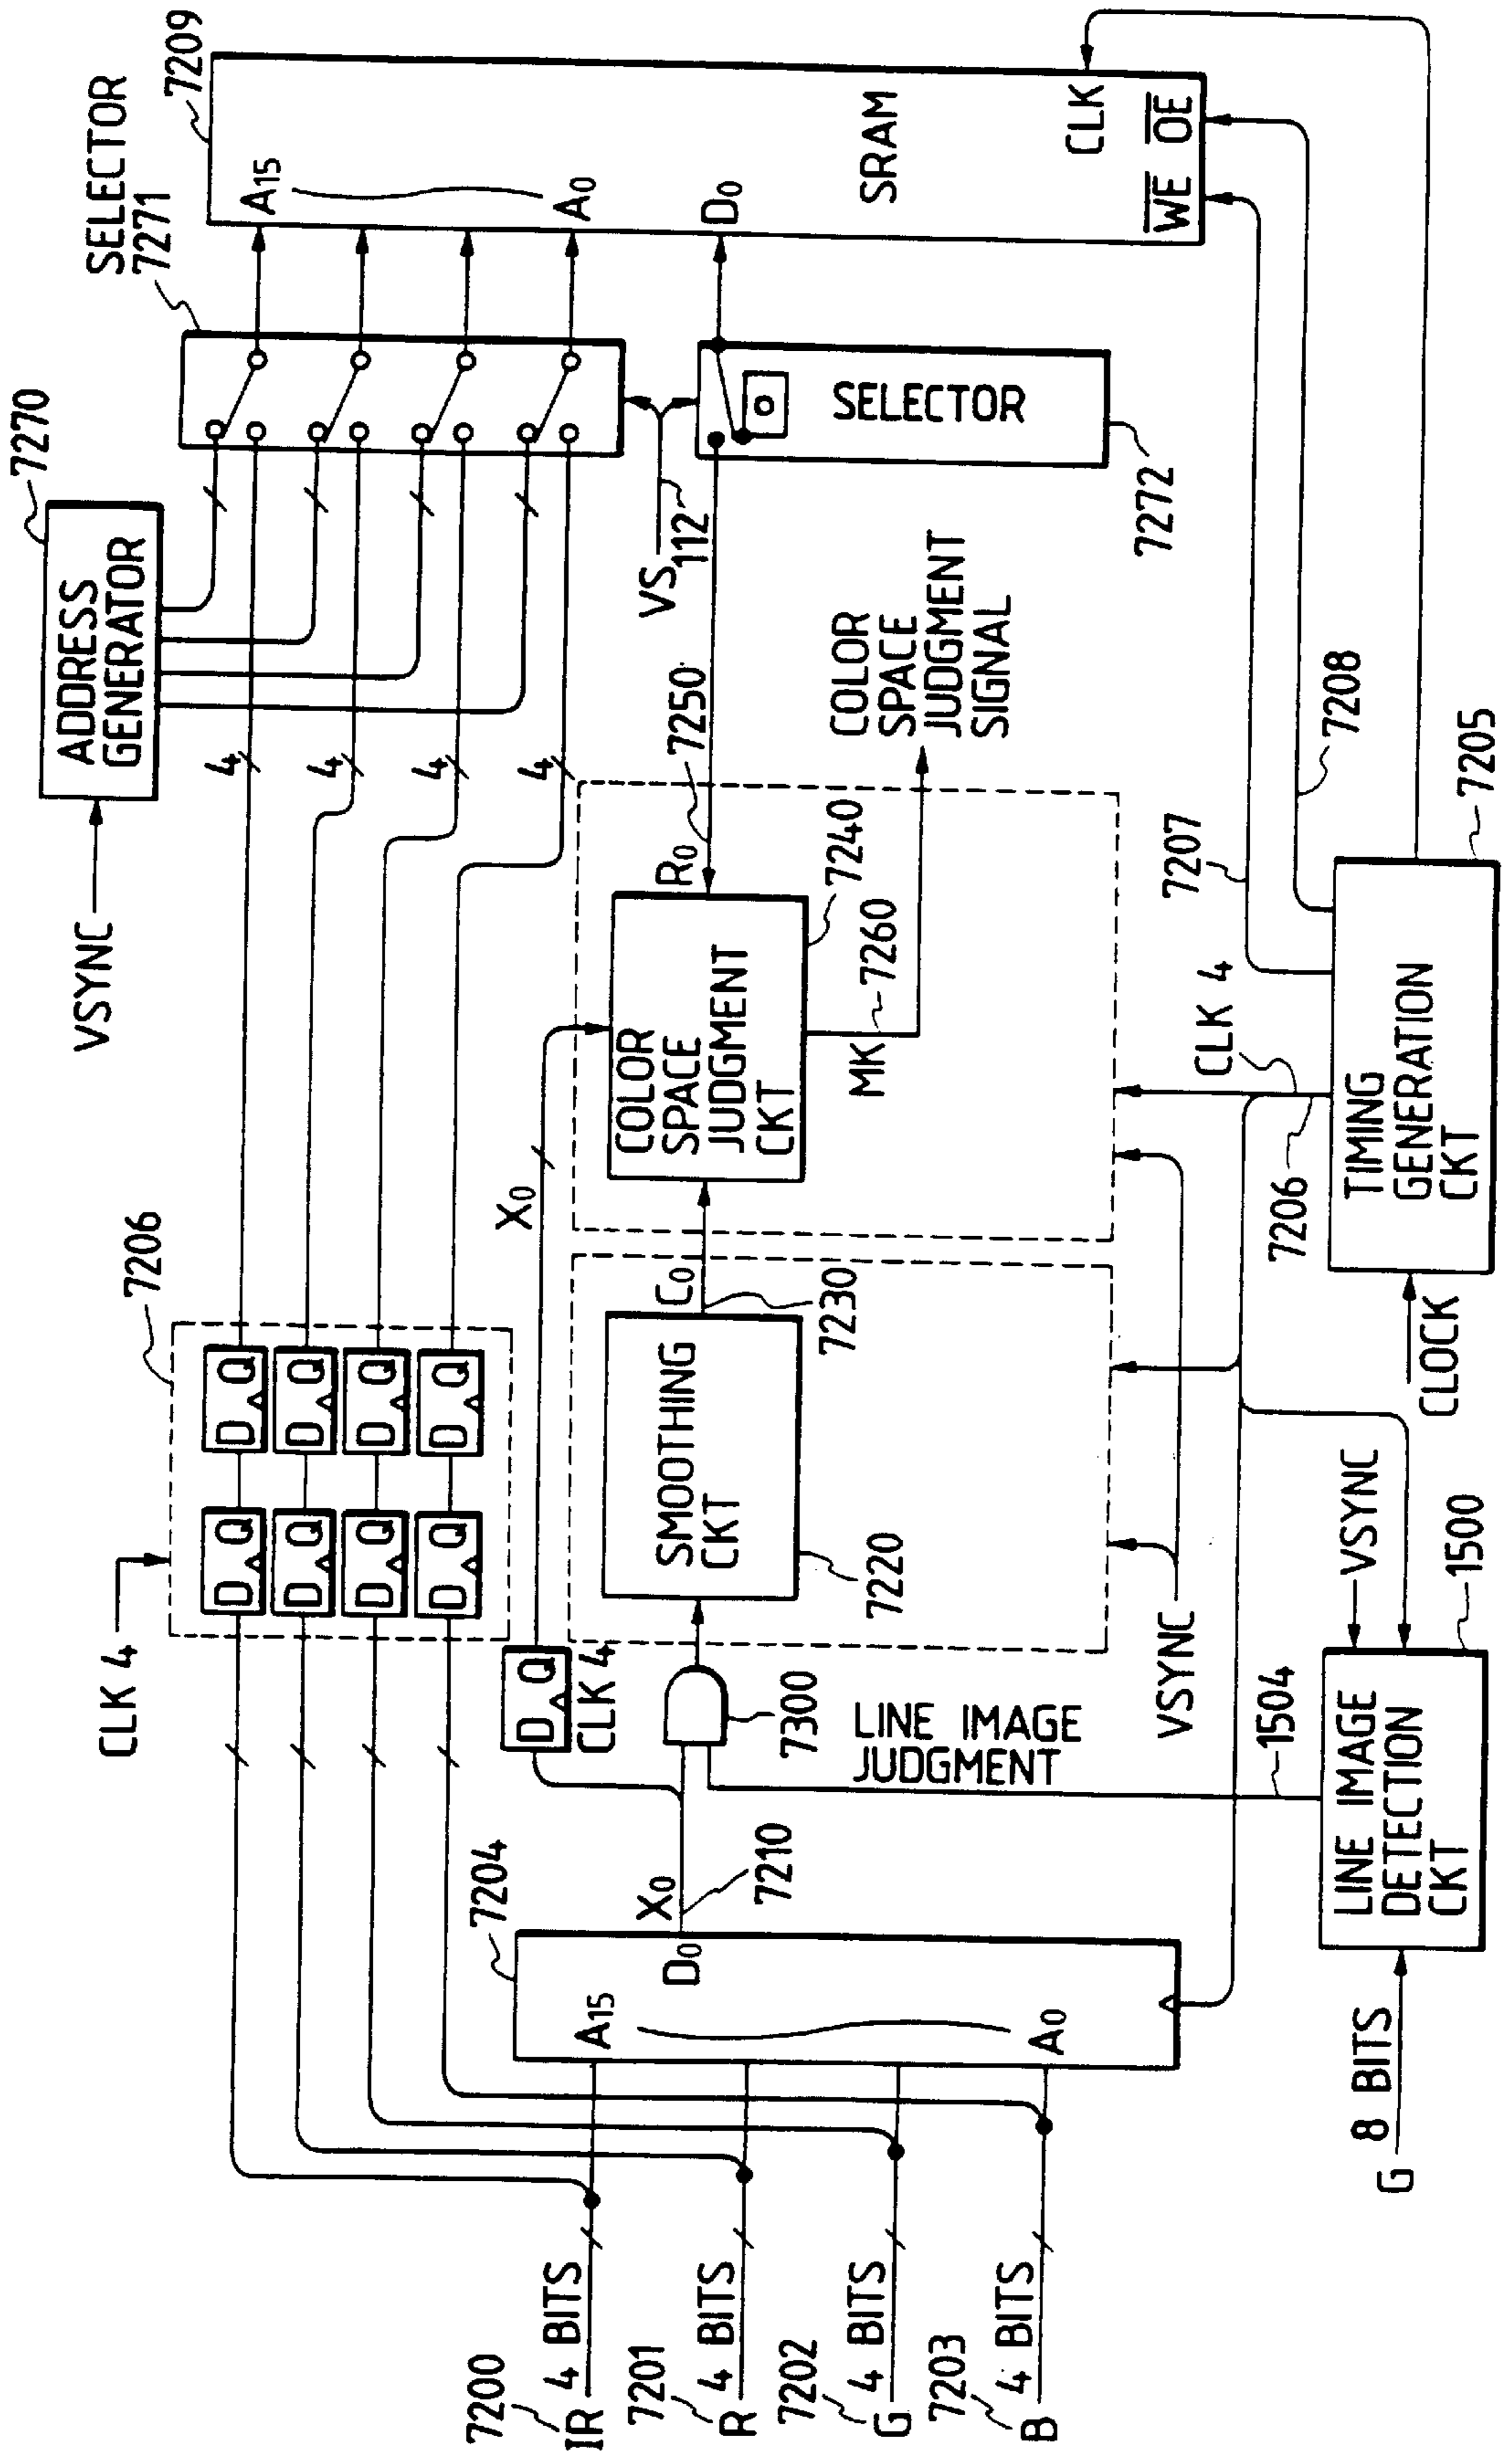 7200
IR 4 BITS
7201
R 4 BITS
7202
G 4 BITS
7203
B 4 BITS
7204
A15
A0
D0
X0
7210
CLK 4
7206
D Q
D Q
D Q
D Q
D Q
D Q
D Q
D Q
D Q
CLK 4
X0
7300
LINE IMAGE
JUDGMENT
SMOOTHING
CKT
7220
C0
7230
VSYNC
COLOR
SPACE
JUDGMENT
CKT
7240
R0
7250
MK
7260
COLOR
SPACE
JUDGMENT
SIGNAL
VSYNC
ADDRESS
GENERATOR
7270
4
4
4
4
SELECTOR
7271
VS
112
0
SELECTOR
7272
7209
A15
A0
D0
SRAM
CLK
WE OE
G 8 BITS
LINE IMAGE
DETECTION
CKT
1500
1504
VSYNC
CLOCK
TIMING
GENERATION
CKT
7205
7206
CLK 4
7207
7208